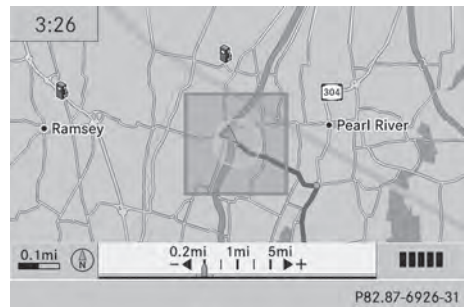 3:26
304
Ramsey
Pearl River
0.1mi
N
0.2mi 1mi 5mi
- +
P82.87-6926-31